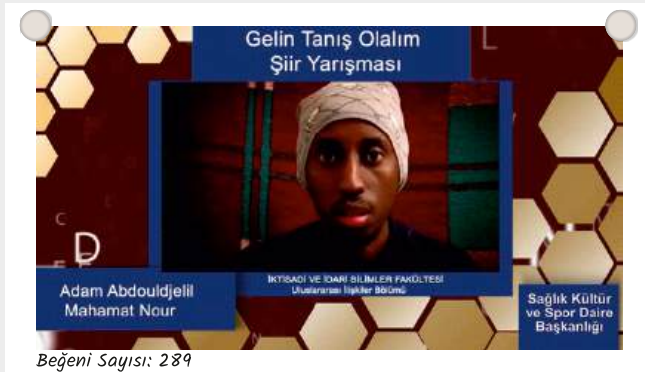 Gelin Tanış Olalım
Şiir Yarışması
İKTİSADİ VE İDARİ BİLİMLER FAKÜLTESİ
Uluslararası İlişkiler Bölümü
Adam Abdouldjelil
Mahamat Nour
Sağlık Kültür
ve Spor Daire
Başkanlığı
L
C
D
Beğeni Sayısı: 289